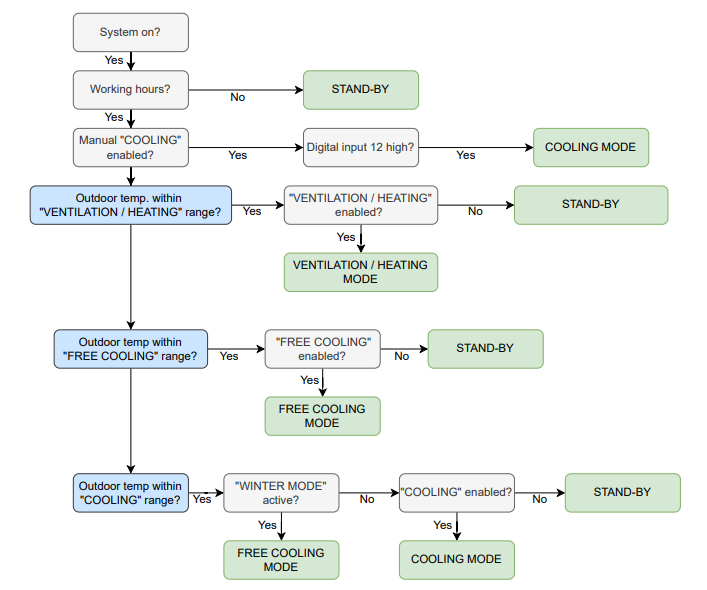 System on?
Yes
Working hours?
No
STAND-BY
Yes
Manual "COOLING"
enabled?
Yes
Digital input 12 high?
Yes
COOLING MODE
Outdoor temp. within
"VENTILATION / HEATING" range?
Yes
"VENTILATION / HEATING"
enabled?
No
STAND-BY
Yes
VENTILATION / HEATING
MODE
Outdoor temp within
"FREE COOLING" range?
Yes
"FREE COOLING"
enabled?
No
STAND-BY
Yes
FREE COOLING
MODE
Outdoor temp within
"COOLING" range?
Yes
"WINTER MODE"
active?
No
"COOLING" enabled?
No
STAND-BY
Yes
FREE COOLING
MODE
Yes
COOLING MODE